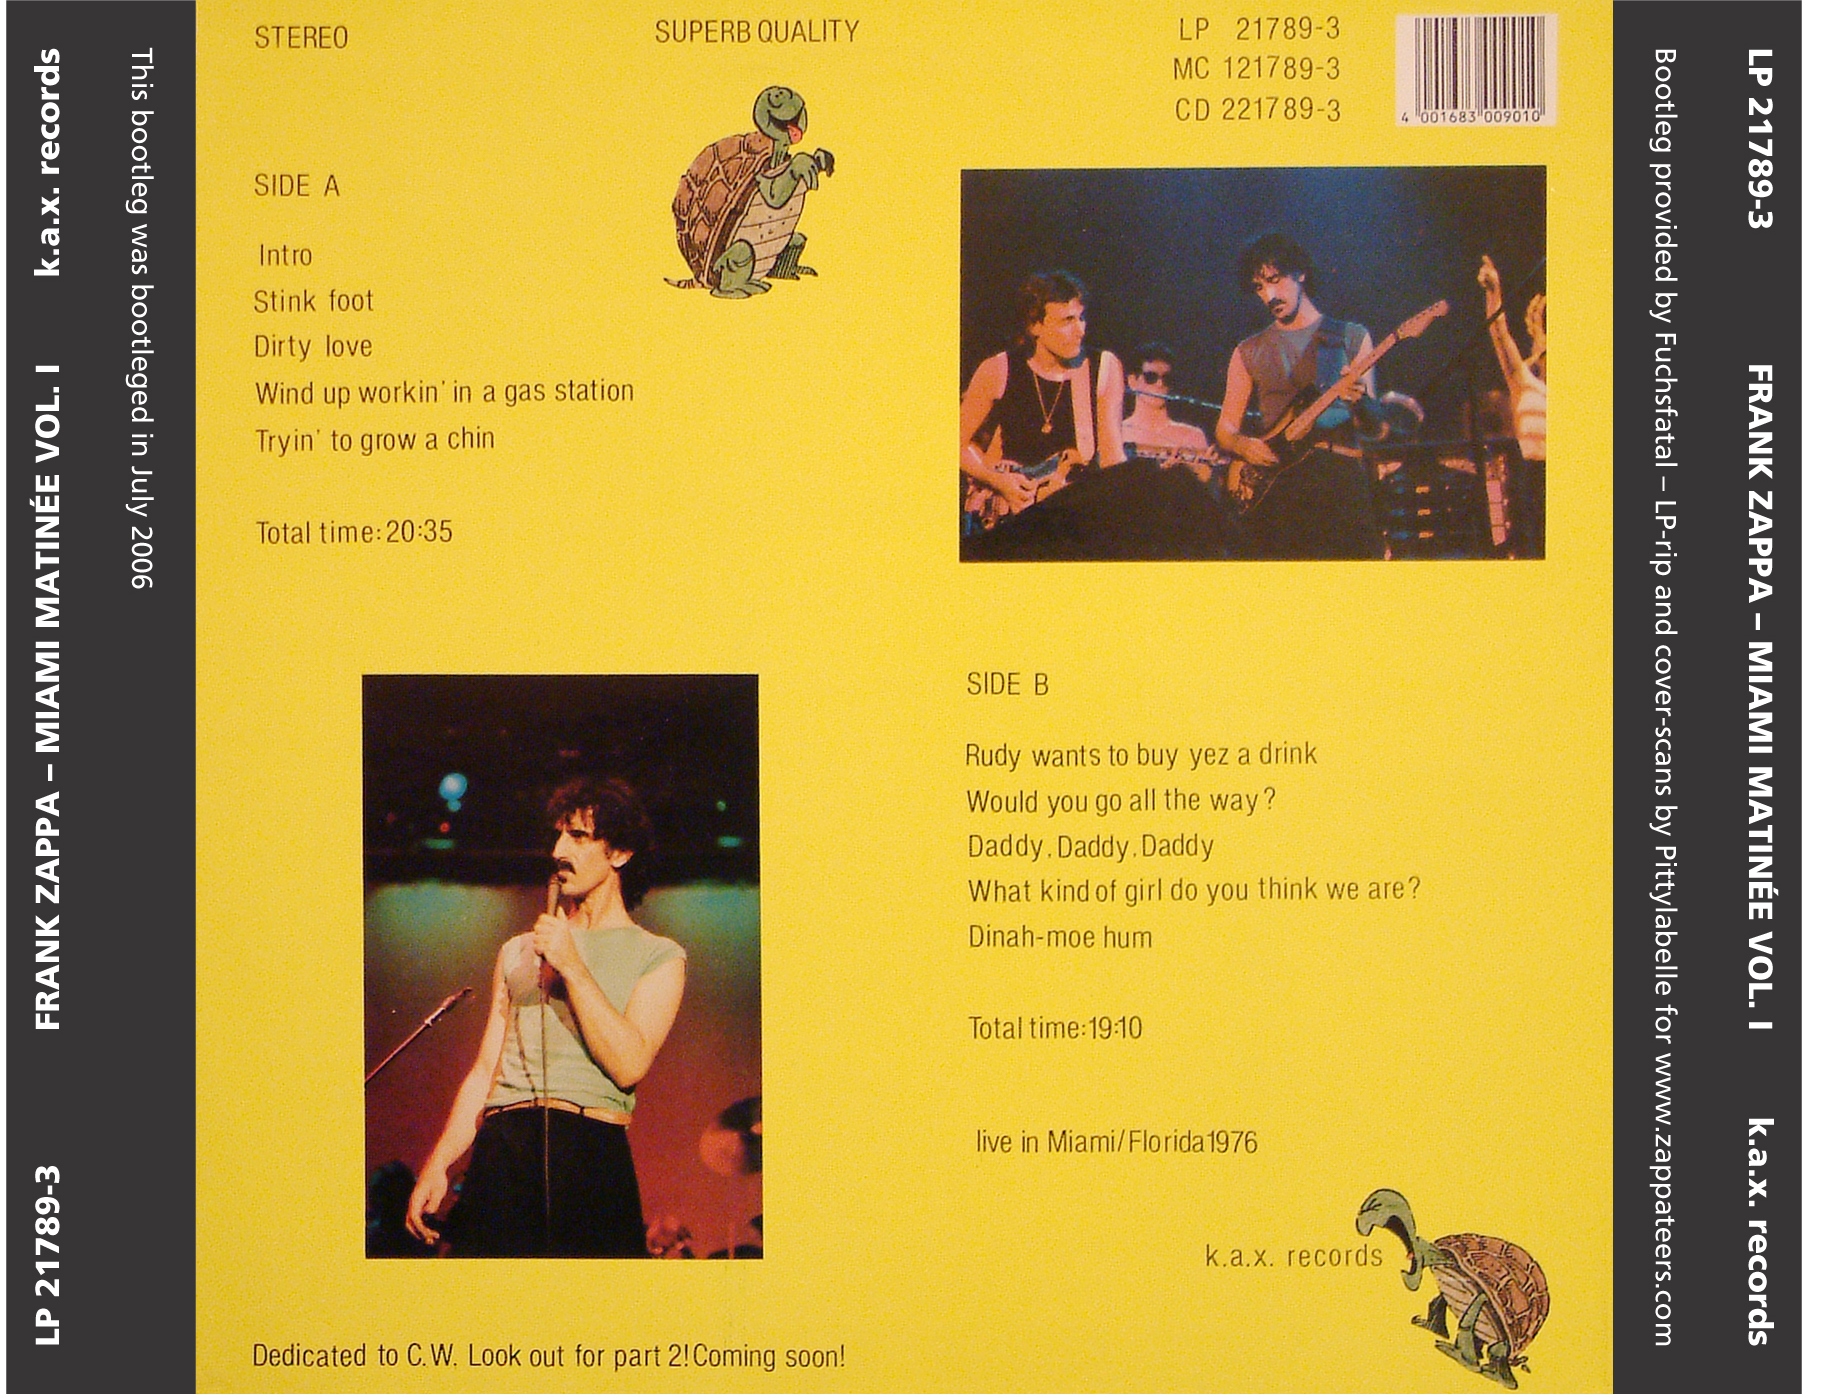 k.a.x. records FRANK ZAPPA – MIAMI MATINÉE VOL. I LP 21789-3
This bootleg was bootleged in July 2006
STEREO
SUPERB QUALITY
LP 21789-3
MC 121789-3
CD 221789-3
4 001683 009010
SIDE A
Intro
Stink foot
Dirty love
Wind up workin' in a gas station
Tryin' to grow a chin
Total time: 20:35
SIDE B
Rudy wants to buy yez a drink
Would you go all the way?
Daddy, Daddy, Daddy
What kind of girl do you think we are?
Dinah-moe hum
Total time: 19:10
live in Miami/Florida 1976
k.a.x. records
Dedicated to C.W. Look out for part 2! Coming soon!
Bootleg provided by Fuchsfatal – LP-rip and cover-scans by Pittylabelle for www.zappateers.com
LP 21789-3 FRANK ZAPPA – MIAMI MATINÉE VOL. I k.a.x. records